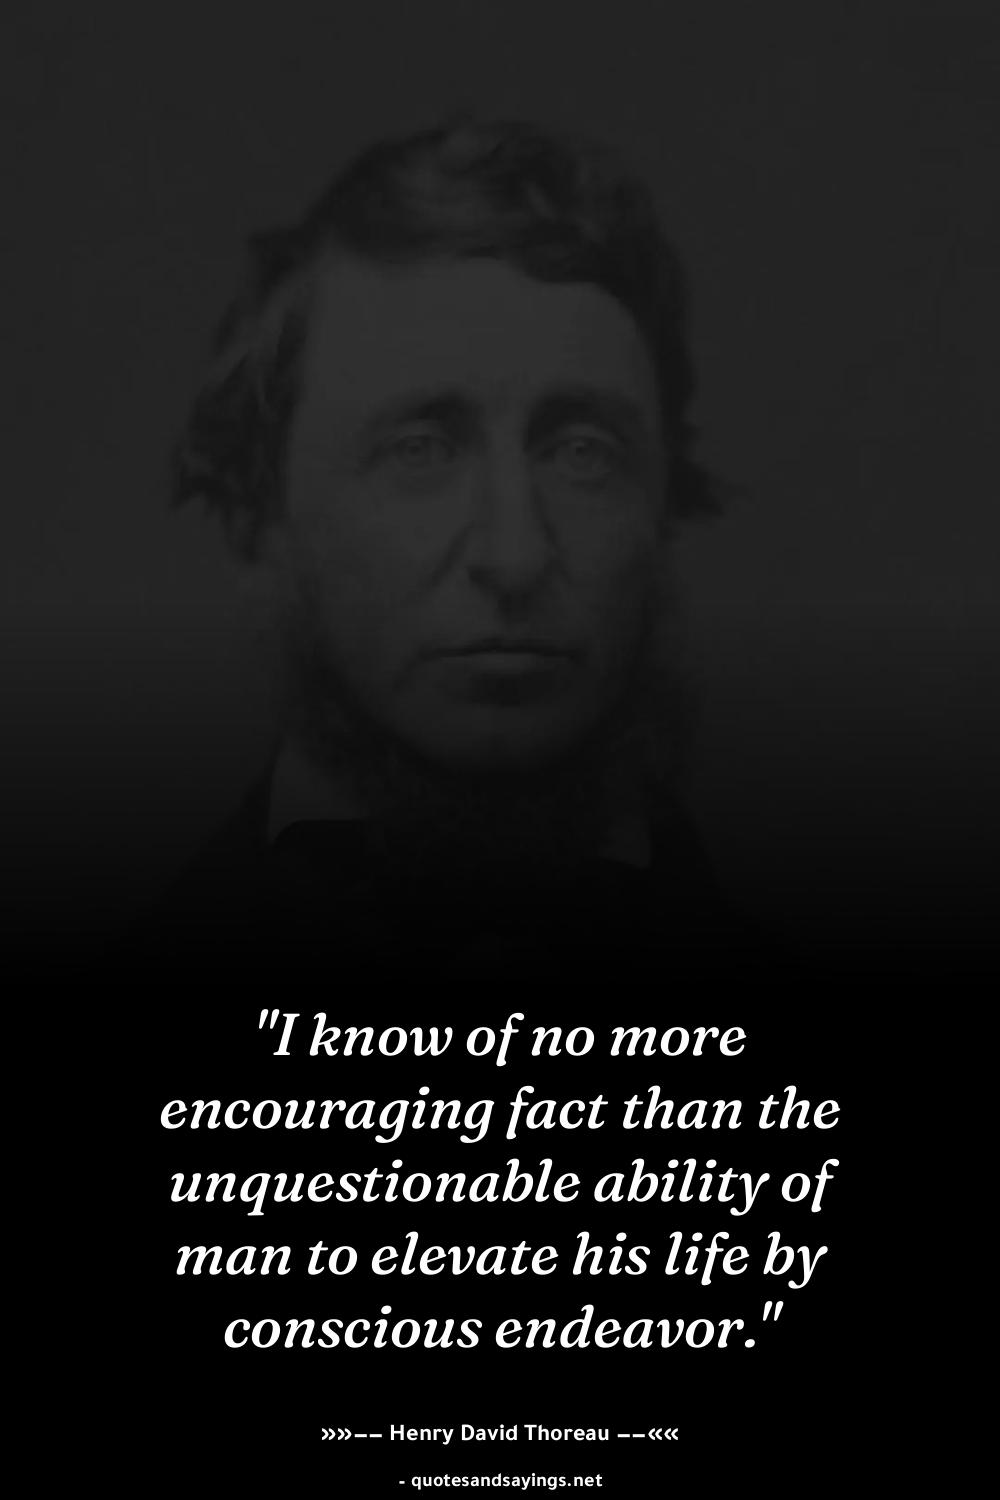 "I know of no more
encouraging fact than the
unquestionable ability of
man to elevate his life by
conscious endeavor."
»»−− Henry David Thoreau −−««
- quotesandsayings.net